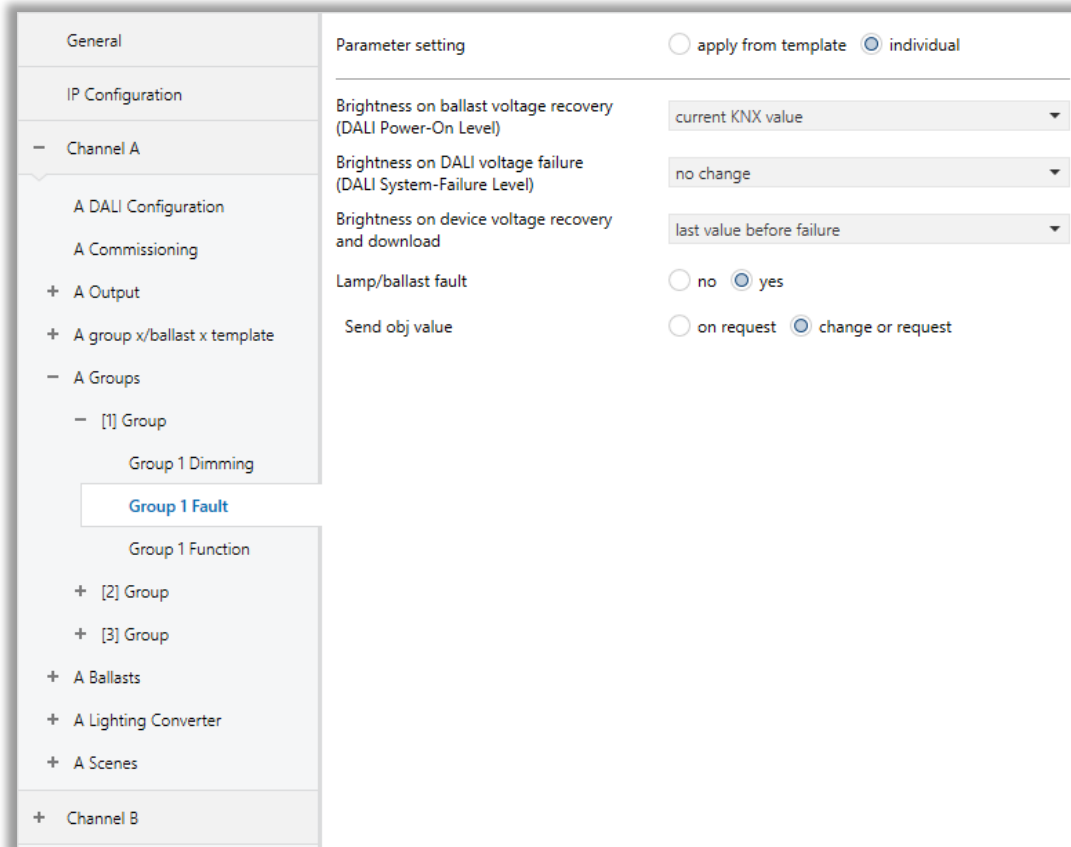 General
IP Configuration
Channel A
A DALI Configuration
A Commissioning
A Output
A group x/ballast x template
A Groups
[1] Group
Group 1 Dimming
Group 1 Fault
Group 1 Function
[2] Group
[3] Group
A Ballasts
A Lighting Converter
A Scenes
Channel B
Parameter setting apply from template individual
Brightness on ballast voltage recovery
(DALI Power-On Level)
current KNX value
Brightness on DALI voltage failure
(DALI System-Failure Level)
no change
Brightness on device voltage recovery
and download
last value before failure
Lamp/ballast fault no yes
Send obj value on request change or request